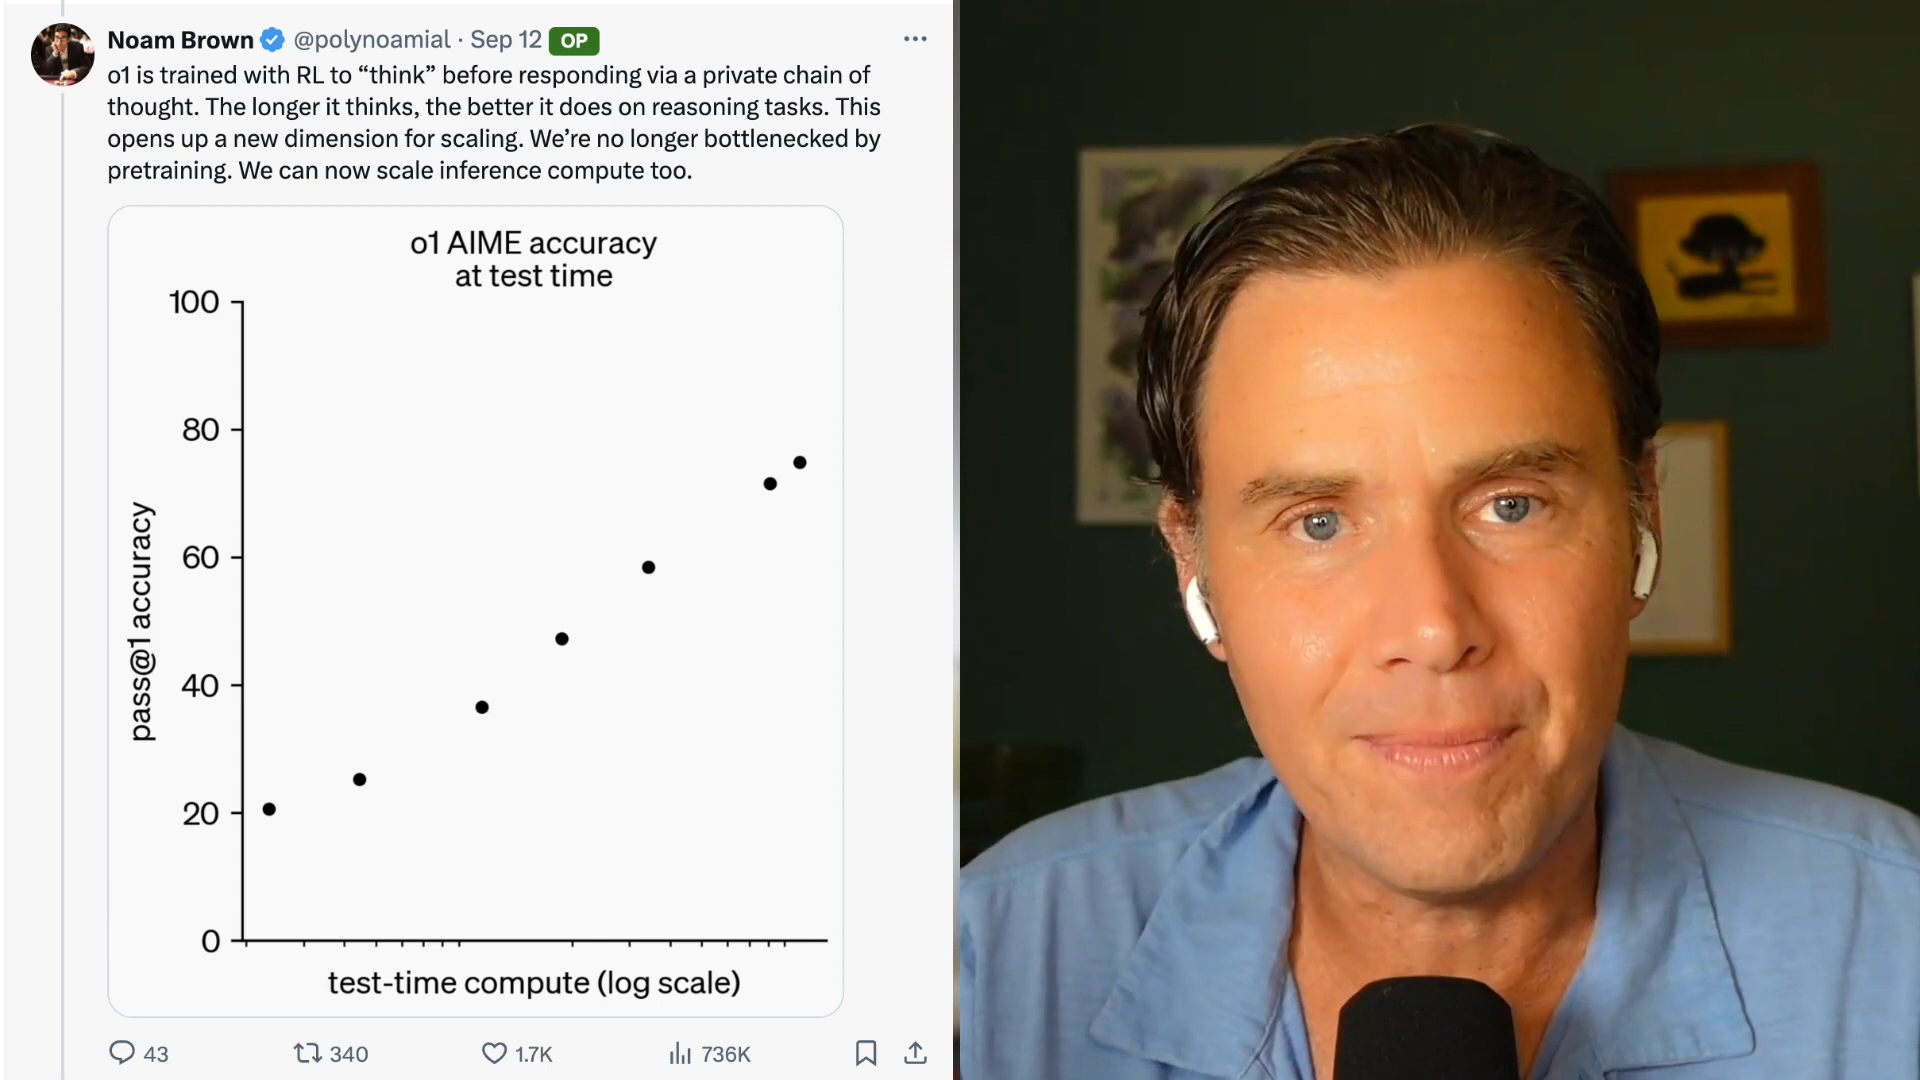 Noam Brown @polynoamial · Sep 12 OP
o1 is trained with RL to “think” before responding via a private chain of
thought. The longer it thinks, the better it does on reasoning tasks. This
opens up a new dimension for scaling. We’re no longer bottlenecked by
pretraining. We can now scale inference compute too.
o1 AIME accuracy
at test time
100
80
60
40
20
0
pass@1 accuracy
test-time compute (log scale)
43 340 1.7K 736K